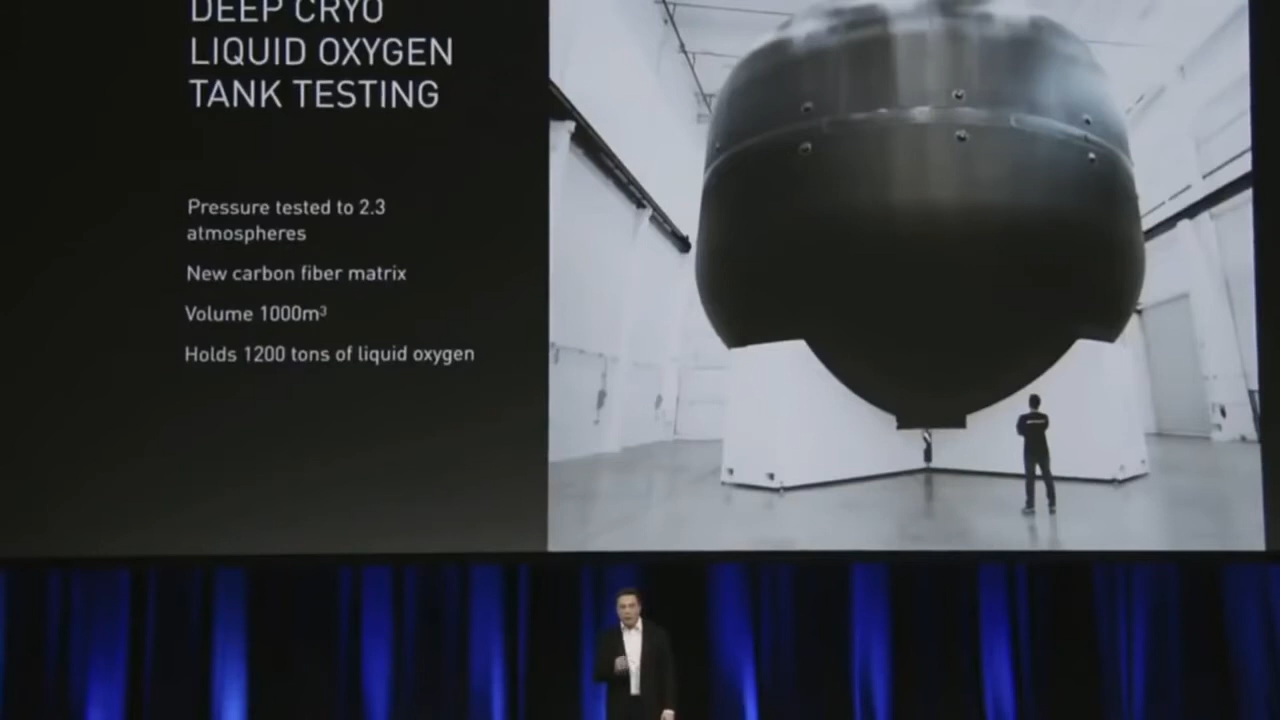 DEEP CRYO
LIQUID OXYGEN
TANK TESTING
Pressure tested to 2.3
atmospheres
New carbon fiber matrix
Volume 1000m³
Holds 1200 tons of liquid oxygen